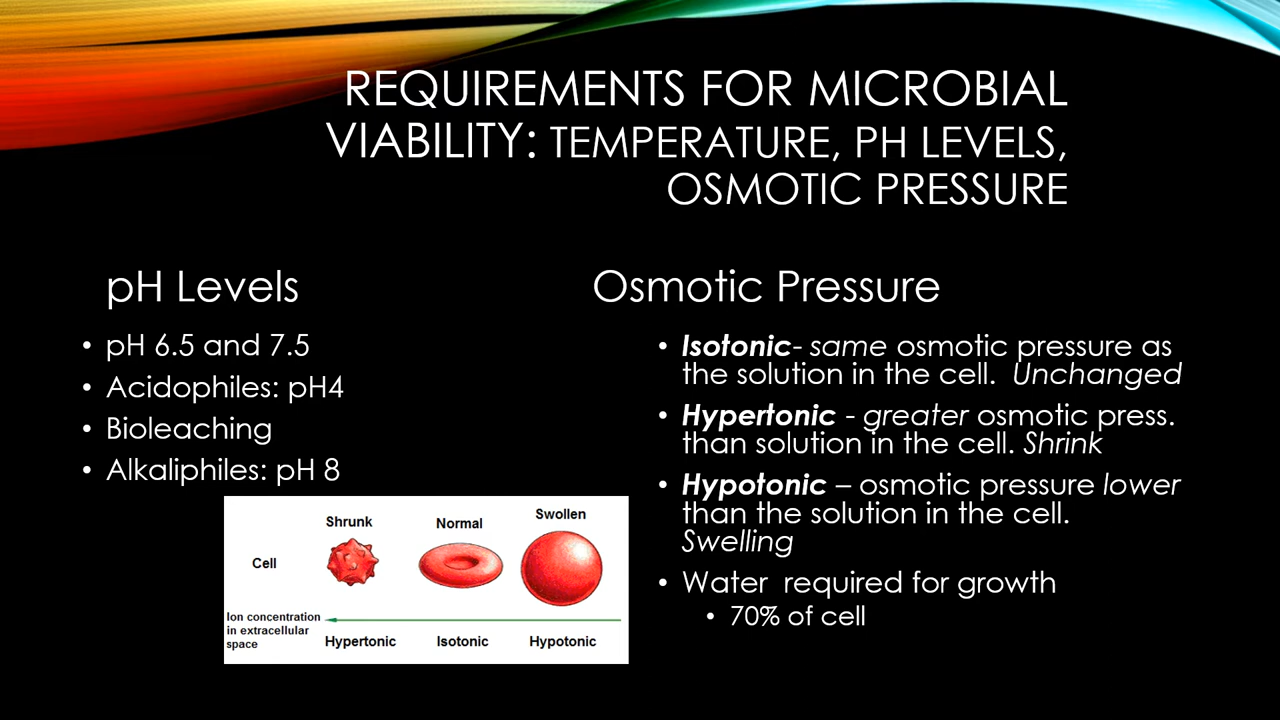 REQUIREMENTS FOR MICROBIAL
VIABILITY: TEMPERATURE, PH LEVELS,
OSMOTIC PRESSURE
pH Levels
• pH 6.5 and 7.5
• Acidophiles: pH4
• Bioleaching
• Alkaliphiles: pH 8
Shrunk Normal Swollen
Cell
Ion concentration
in extracellular
space
Hypertonic Isotonic Hypotonic
Osmotic Pressure
• Isotonic- same osmotic pressure as
the solution in the cell. Unchanged
• Hypertonic - greater osmotic press.
than solution in the cell. Shrink
• Hypotonic – osmotic pressure lower
than the solution in the cell.
Swelling
• Water required for growth
• 70% of cell